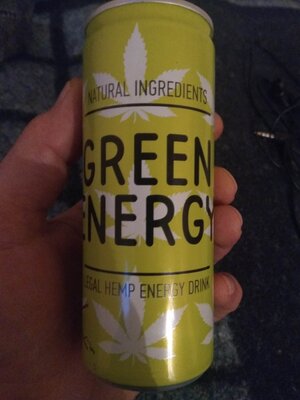 NATURAL INGREDIENTS
GREEN
ENERGY
LEGAL HEMP ENERGY DRINK